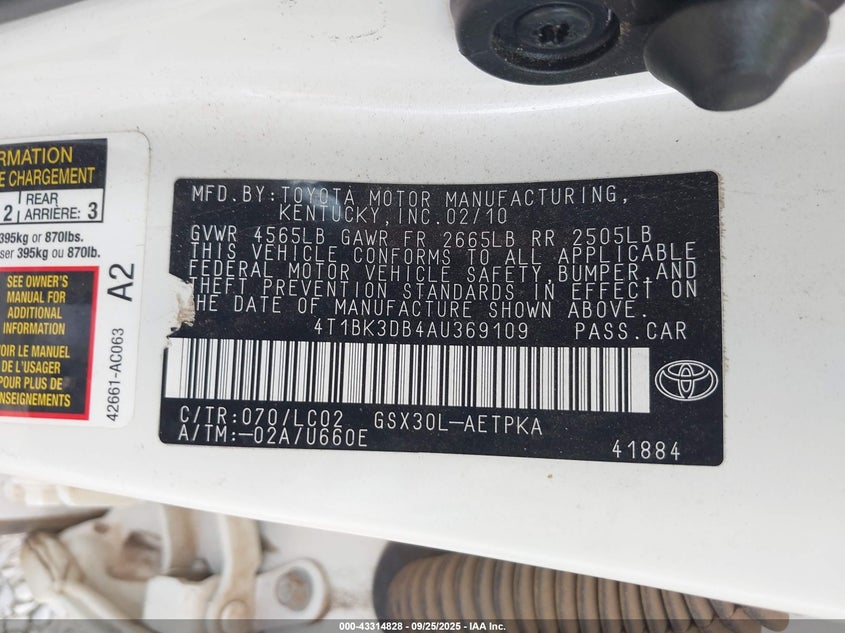 RMATION
E CHARGEMENT
2 REAR ARRIÈRE: 3
395kg or 870lbs.
ser 395kg ou 870lb.
SEE OWNER'S
MANUAL FOR
ADDITIONAL
INFORMATION
OIR LE MANUEL
DE L'USAGER
POUR PLUS DE
ENSEIGNEMENTS
42661-AC063
A2
MFD.BY:TOYOTA MOTOR MANUFACTURING,
KENTUCKY,INC.02/10
GVWR 4565LB GAWR FR 2665LB RR 2505LB
THIS VEHICLE CONFORMS TO ALL APPLICABLE
FEDERAL MOTOR VEHICLE SAFETY,BUMPER,AND
THEFT PREVENTION STANDARDS IN EFFECT ON
THE DATE OF MANUFACTURE SHOWN ABOVE.
4T1BK3DB4AU369109 PASS.CAR
C/TR:070/LC02 GSX30L-AETPKA
A/TM:-02A/U660E
41884
000-43314828 - 09/25/2025 - IAA Inc.